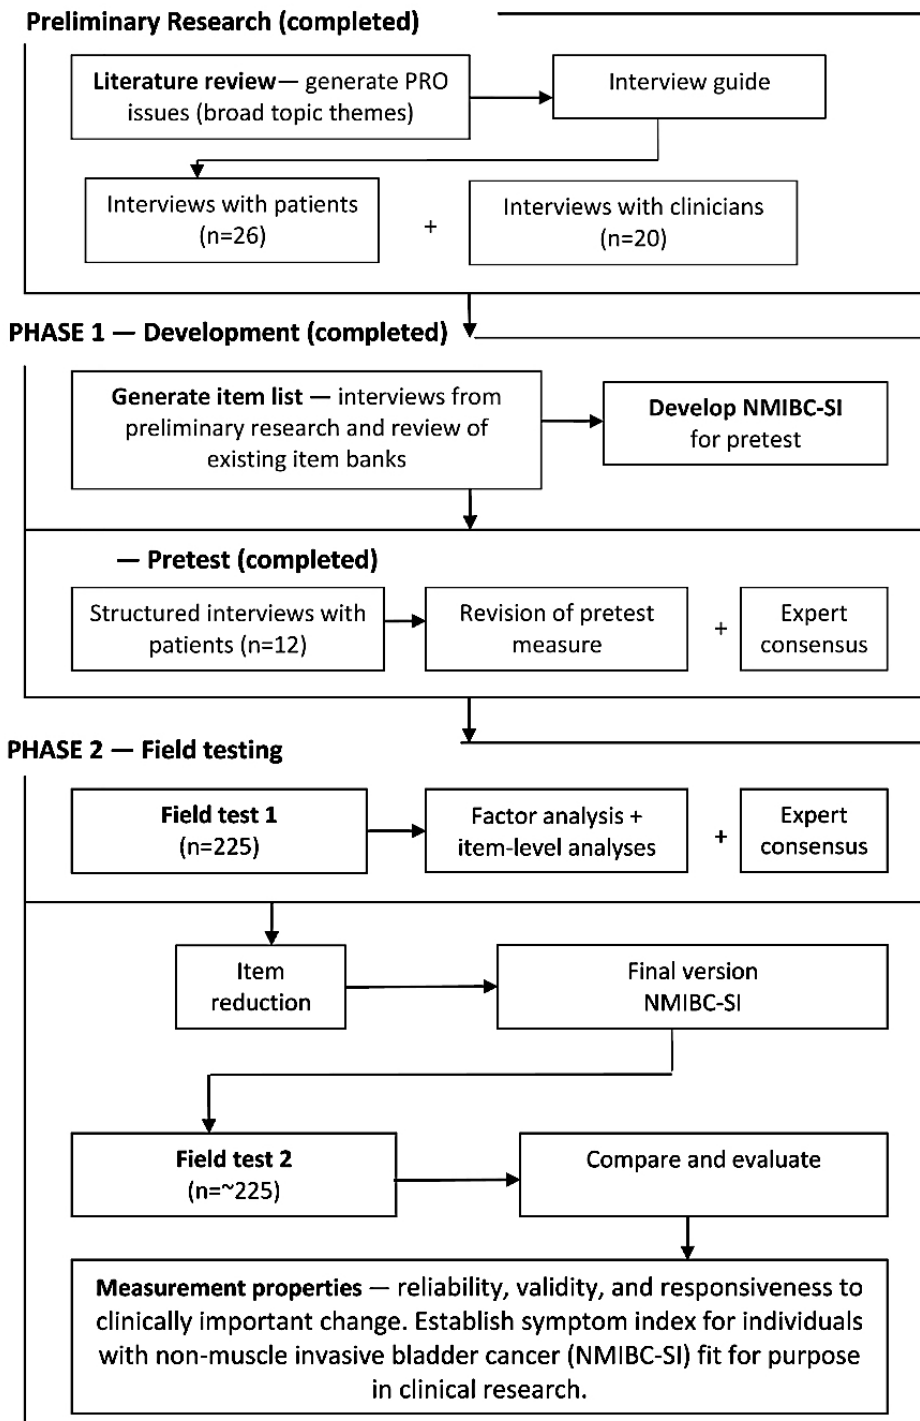 Preliminary Research (completed)
Literature review— generate PRO
issues (broad topic themes)
Interview guide
Interviews with patients
(n=26)
+
Interviews with clinicians
(n=20)
PHASE 1 — Development (completed)
Generate item list — interviews from
preliminary research and review of
existing item banks
Develop NMIBC-SI
for pretest
— Pretest (completed)
Structured interviews with
patients (n=12)
Revision of pretest
measure
+
Expert
consensus
PHASE 2 — Field testing
Field test 1
(n=225)
Factor analysis +
item-level analyses
+
Expert
consensus
Item
reduction
Final version
NMIBC-SI
Field test 2
(n=~225)
Compare and evaluate
Measurement properties — reliability, validity, and responsiveness to
clinically important change. Establish symptom index for individuals
with non-muscle invasive bladder cancer (NMIBC-SI) fit for purpose
in clinical research.